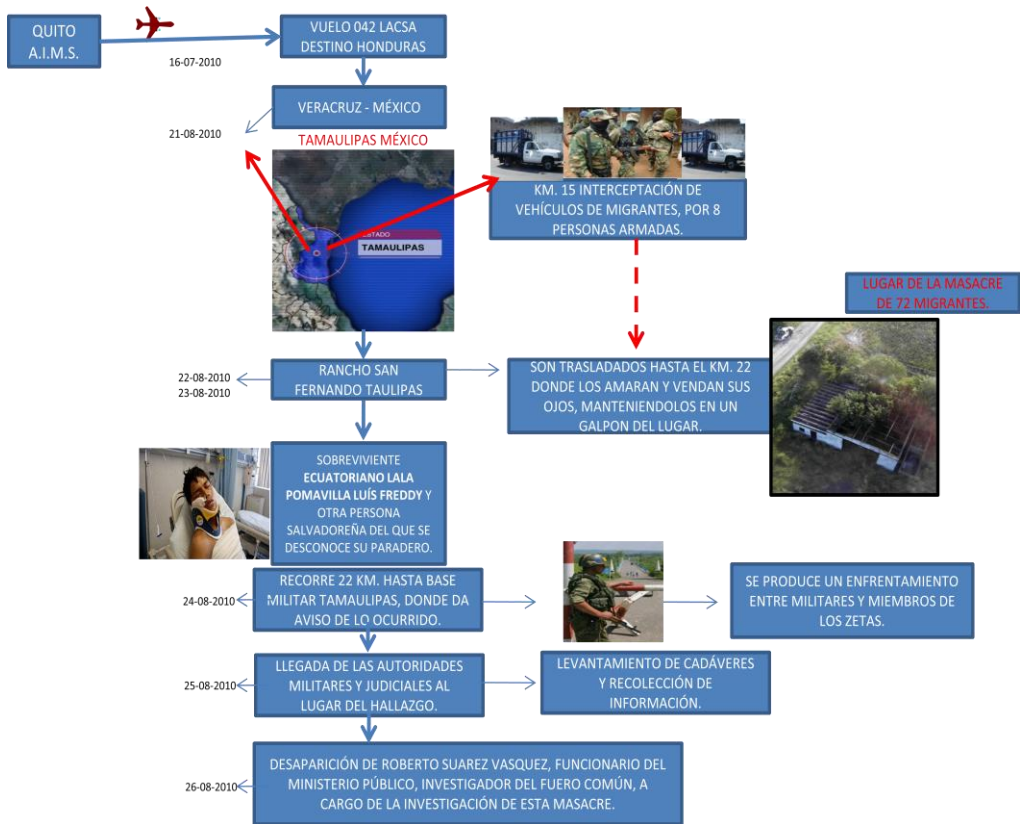 QUITO
A.I.M.S.
16-07-2010
VUELO 042 LACSA
DESTINO HONDURAS
VERACRUZ - MÉXICO
21-08-2010
TAMAULIPAS MÉXICO
ESTADO
TAMAULIPAS
KM. 15 INTERCEPTACIÓN DE
VEHÍCULOS DE MIGRANTES, POR 8
PERSONAS ARMADAS.
LUGAR DE LA MASACRE
DE 72 MIGRANTES.
22-08-2010
23-08-2010
RANCHO SAN
FERNANDO TAULIPAS
SON TRASLADADOS HASTA EL KM. 22
DONDE LOS AMARAN Y VENDAN SUS
OJOS, MANTENIENDOLOS EN UN
GALPON DEL LUGAR.
SOBREVIVIENTE
ECUATORIANO LALA
POMAVILLA LUÍS FREDDY Y
OTRA PERSONA
SALVADOREÑA DEL QUE SE
DESCONOCE SU PARADERO.
24-08-2010
RECORRE 22 KM. HASTA BASE
MILITAR TAMAULIPAS, DONDE DA
AVISO DE LO OCURRIDO.
SE PRODUCE UN ENFRENTAMIENTO
ENTRE MILITARES Y MIEMBROS DE
LOS ZETAS.
25-08-2010
LLEGADA DE LAS AUTORIDADES
MILITARES Y JUDICIALES AL
LUGAR DEL HALLAZGO.
LEVANTAMIENTO DE CADÁVERES
Y RECOLECCIÓN DE
INFORMACIÓN.
26-08-2010
DESAPARICIÓN DE ROBERTO SUAREZ VASQUEZ, FUNCIONARIO DEL
MINISTERIO PÚBLICO, INVESTIGADOR DEL FUERO COMÚN, A
CARGO DE LA INVESTIGACIÓN DE ESTA MASACRE.